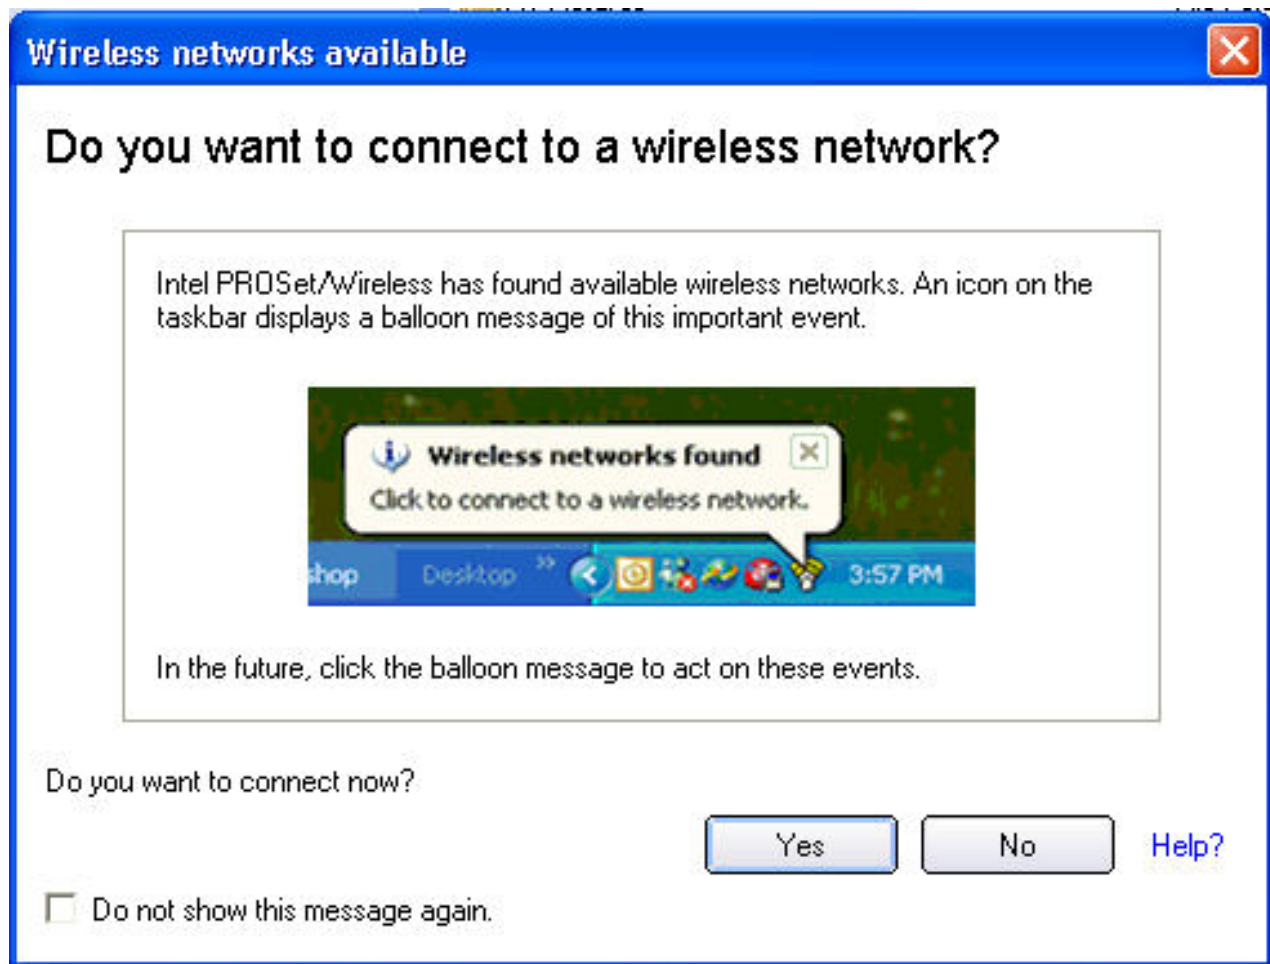 Wireless networks available
Do you want to connect to a wireless network?
Intel PROSet/Wireless has found available wireless networks. An icon on the
taskbar displays a balloon message of this important event.
Wireless networks found
Click to connect to a wireless network.
shop Desktop » 3:57 PM
In the future, click the balloon message to act on these events.
Do you want to connect now?
Yes No Help?
Do not show this message again.